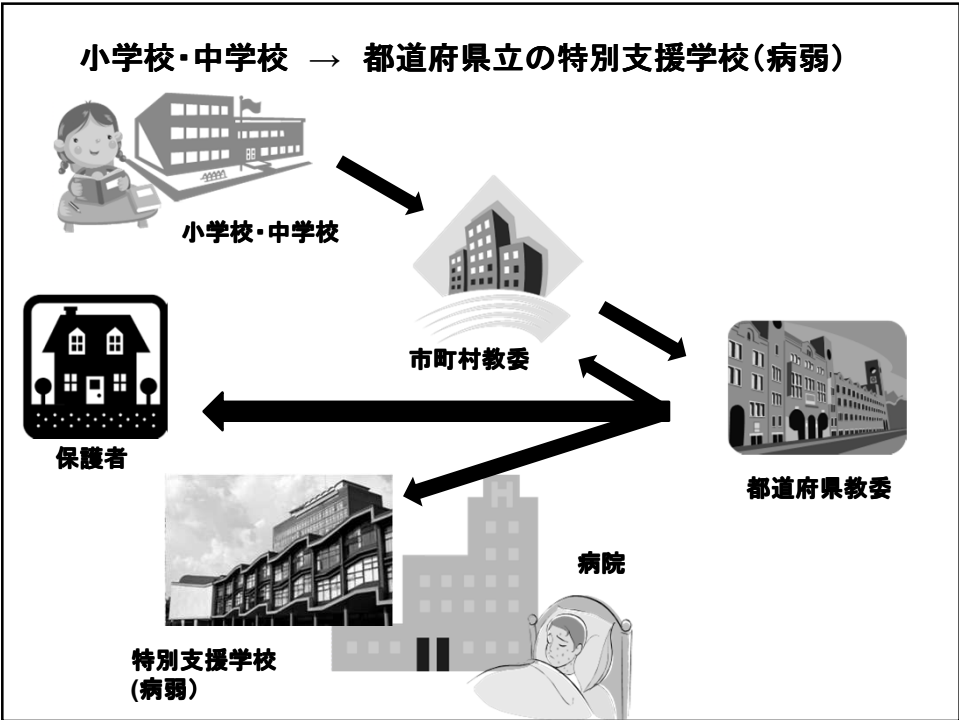 小学校・中学校 → 都道府県立の特別支援学校(病弱)
小学校・中学校
市町村教委
保護者
都道府県教委
H
病院
特別支援学校
(病弱)